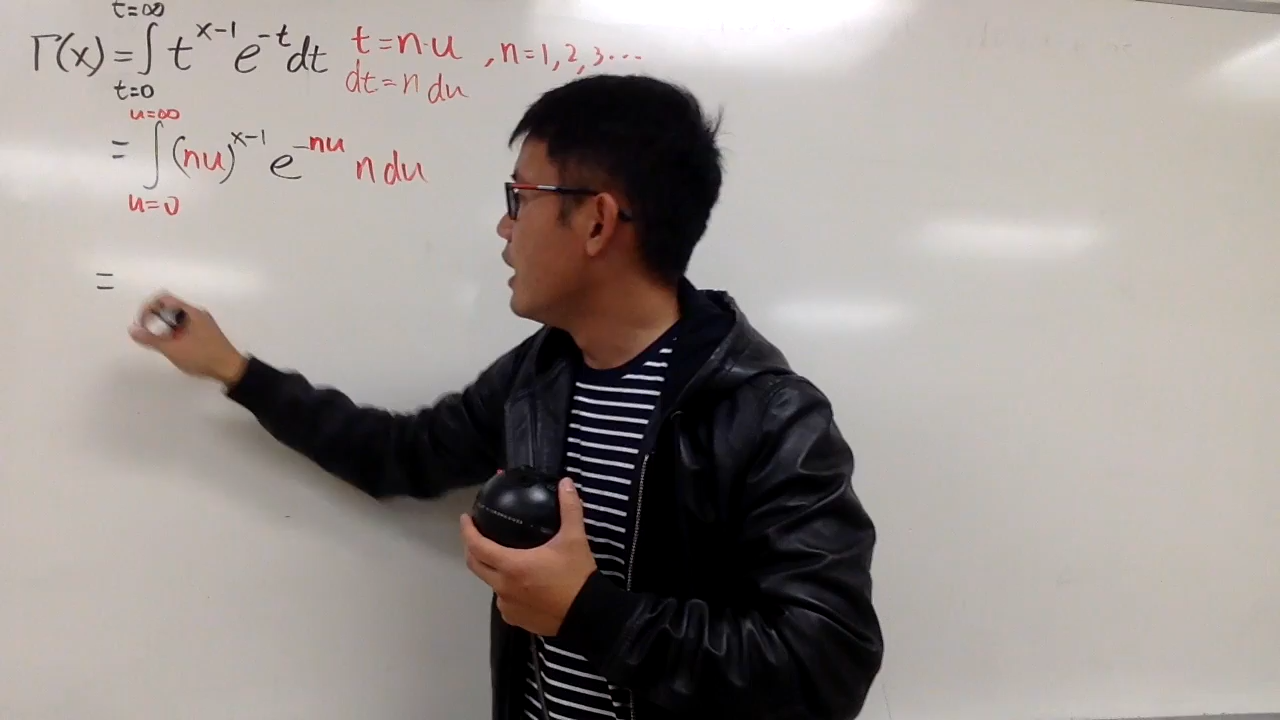 t=∞
Γ(x) = ∫ t^{x-1} e^{-t} dt t=n·u , n=1,2,3...
t=0 dt=n du
u=∞
= ∫ (nu)^{x-1} e^{-nu} n du
u=0
=